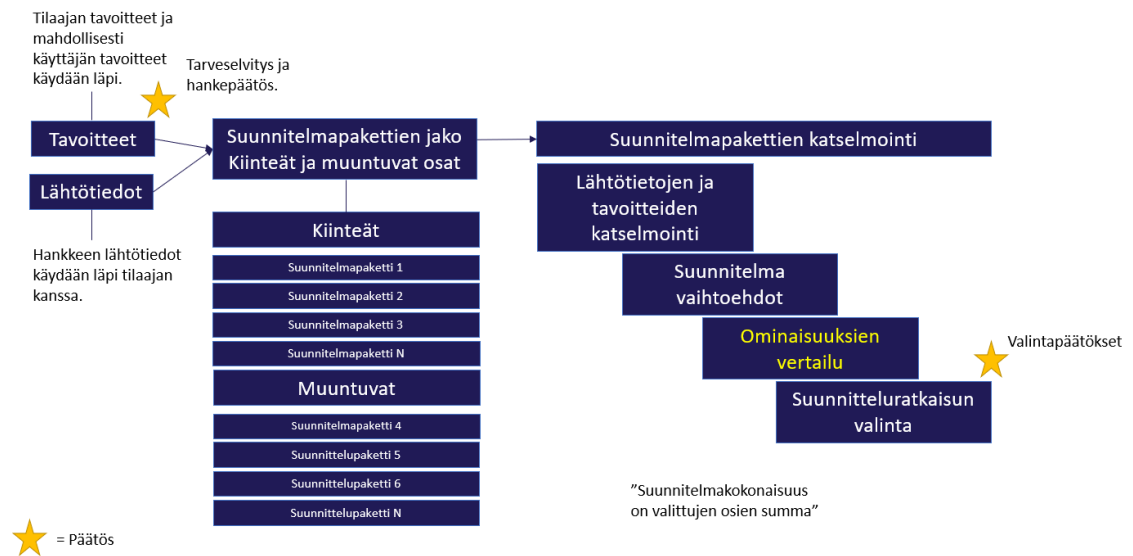 Tilaajan tavoitteet ja
mahdollisesti
käyttäjän tavoitteet
käydään läpi.
Tarveselvitys ja
hankepäätös.
Tavoitteet
Lähtötiedot
Hankkeen lähtötiedot
käydään läpi tilaajan
kanssa.
Suunnitelmapakettien jako
Kiinteät ja muuntuvat osat
Kiinteät
Suunnitelmapaketti 1
Suunnitelmapaketti 2
Suunnitelmapaketti 3
Suunnitelmapaketti N
Muuntuvat
Suunnitelmapaketti 4
Suunnittelupaketti 5
Suunnittelupaketti 6
Suunnittelupaketti N
Suunnitelmapakettien katselmointi
Lähtötietojen ja
tavoitteiden
katselmointi
Suunnitelma
vaihtoehdot
Ominaisuuksien
vertailu
Valintapäätökset
Suunnitteluratkaisun
valinta
”Suunnitelmakokonaisuus
on valittujen osien summa”
= Päätös